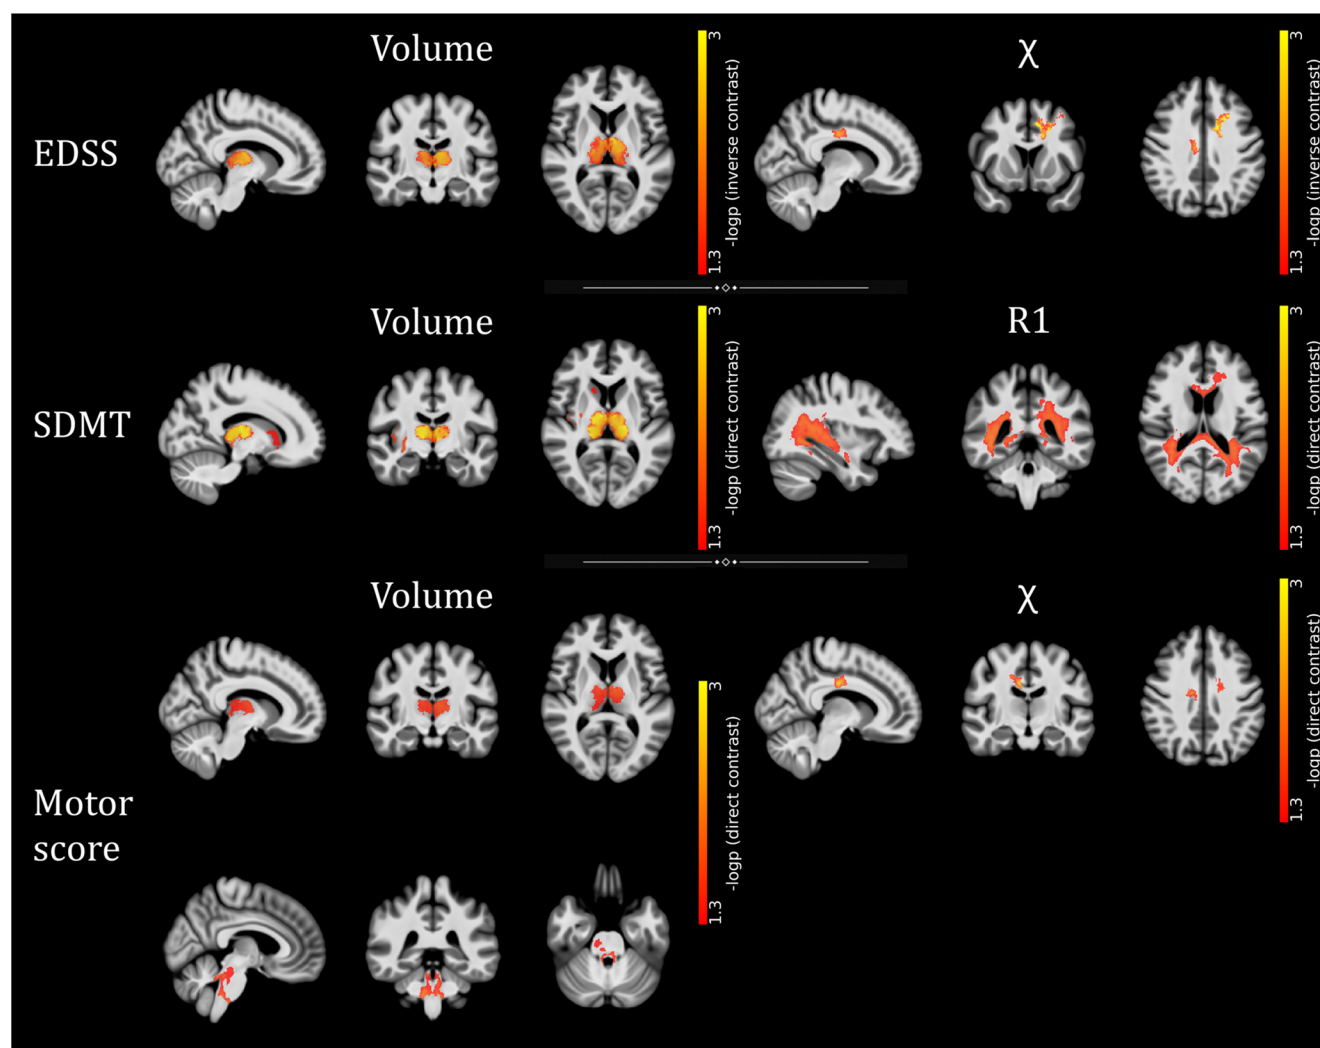 Volume
χ
EDSS
3
-logp (inverse contrast)
1.3
3
-logp (inverse contrast)
1.3
Volume
R1
SDMT
3
-logp (direct contrast)
1.3
3
-logp (direct contrast)
1.3
Volume
χ
Motor
score
3
-logp (direct contrast)
1.3
3
-logp (direct contrast)
1.3